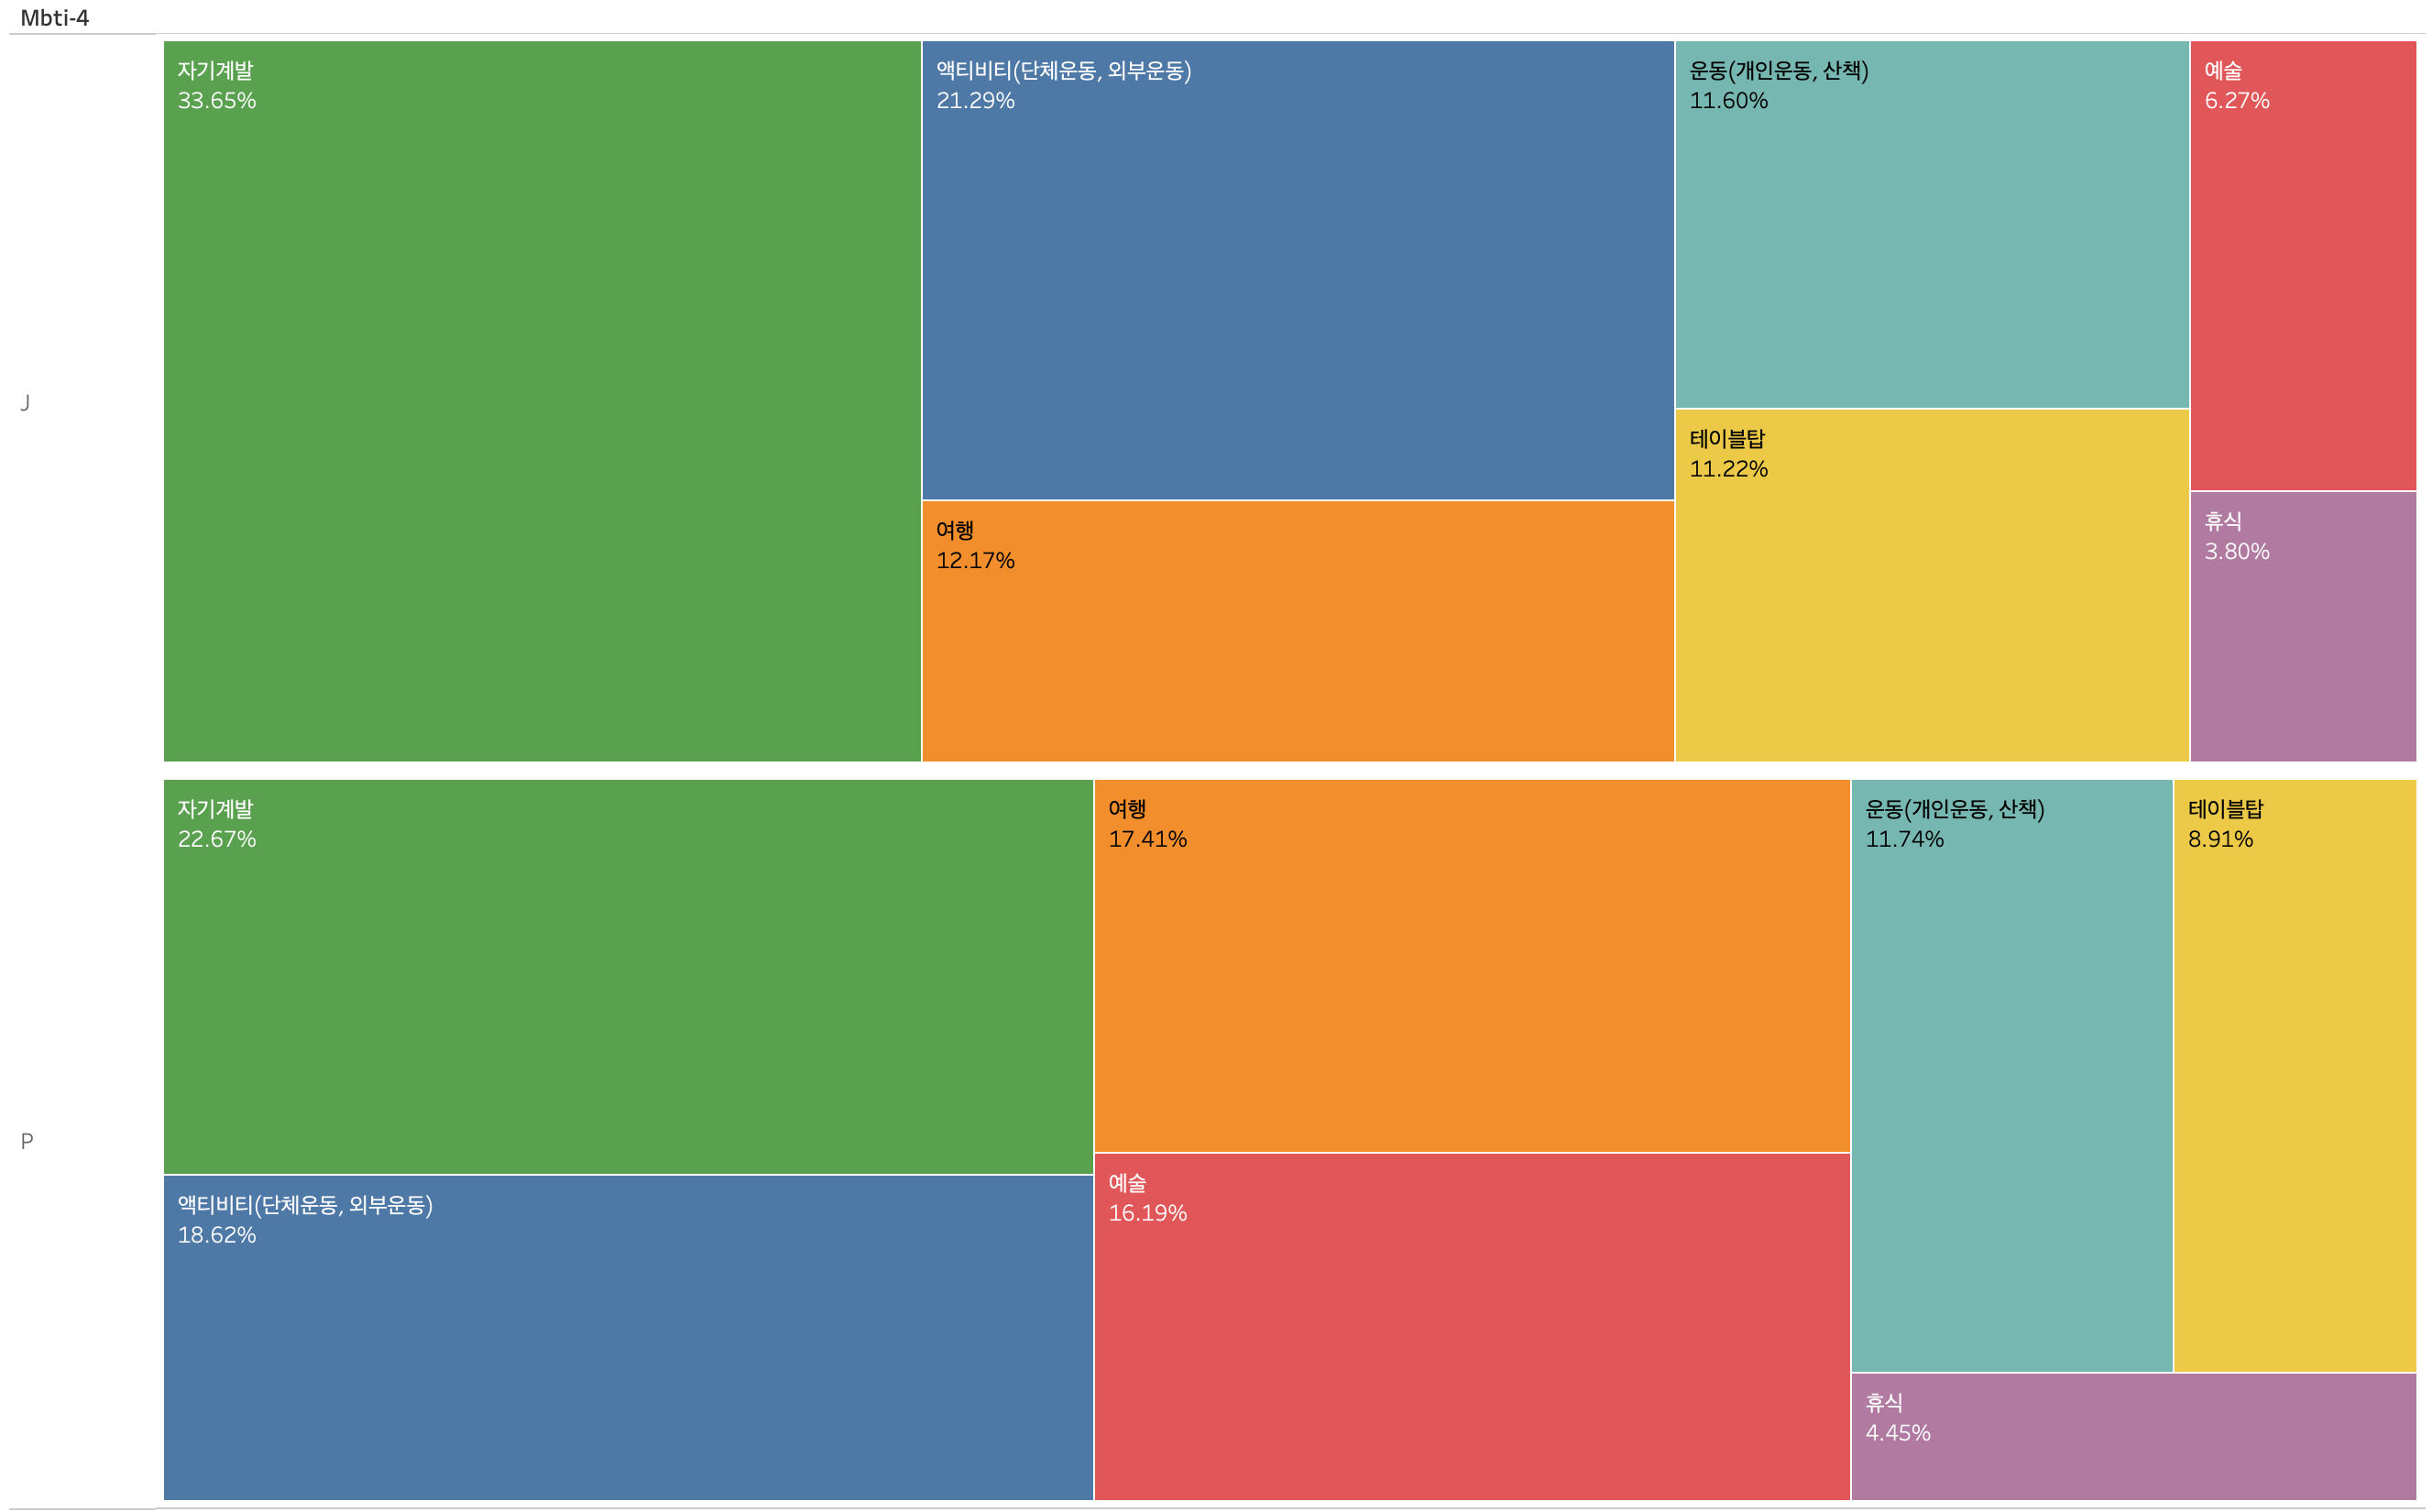 Mbti-4
J
자기계발
33.65%
액티비티(단체운동, 외부운동)
21.29%
여행
12.17%
운동(개인운동, 산책)
11.60%
테이블탑
11.22%
예술
6.27%
휴식
3.80%
P
자기계발
22.67%
액티비티(단체운동, 외부운동)
18.62%
여행
17.41%
예술
16.19%
운동(개인운동, 산책)
11.74%
테이블탑
8.91%
휴식
4.45%